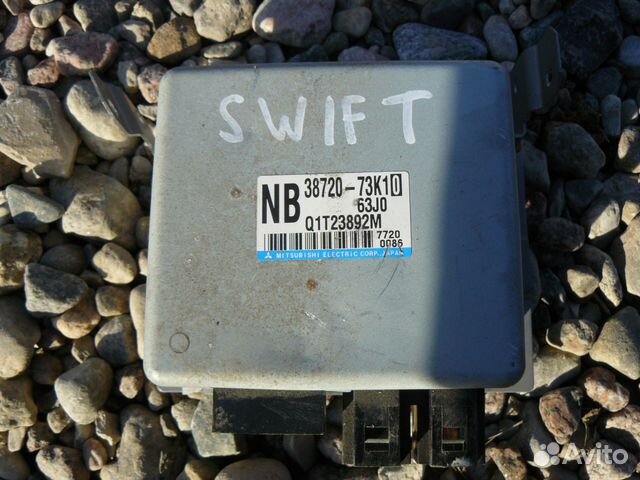 SWIFT
NB 38720-73K10
63J0
Q1T23892M
7720
0086
MITSUBISHI ELECTRIC CORP. JAPAN
Avito